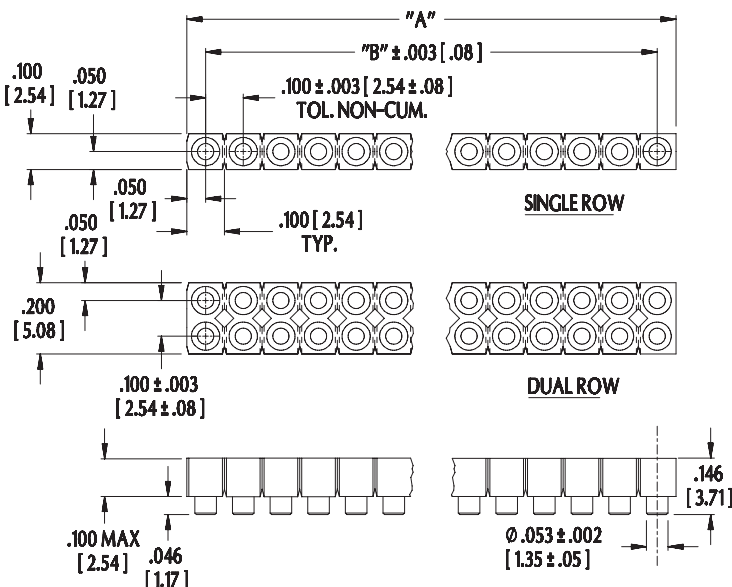 "A"
"B" ± .003 [ .08 ]
.100
[ 2.54 ]
.050
[ 1.27 ]
.100 ± .003 [ 2.54 ± .08 ]
TOL. NON-CUM.
.050
[ 1.27 ]
.100 [ 2.54 ]
TYP.
SINGLE ROW
.050
[ 1.27 ]
.200
[ 5.08 ]
.100 ± .003
[ 2.54 ± .08 ]
DUAL ROW
.100 MAX
[ 2.54 ]
.046
[ 1.17 ]
Ø .053 ± .002
[ 1.35 ± .05 ]
.146
[ 3.71 ]